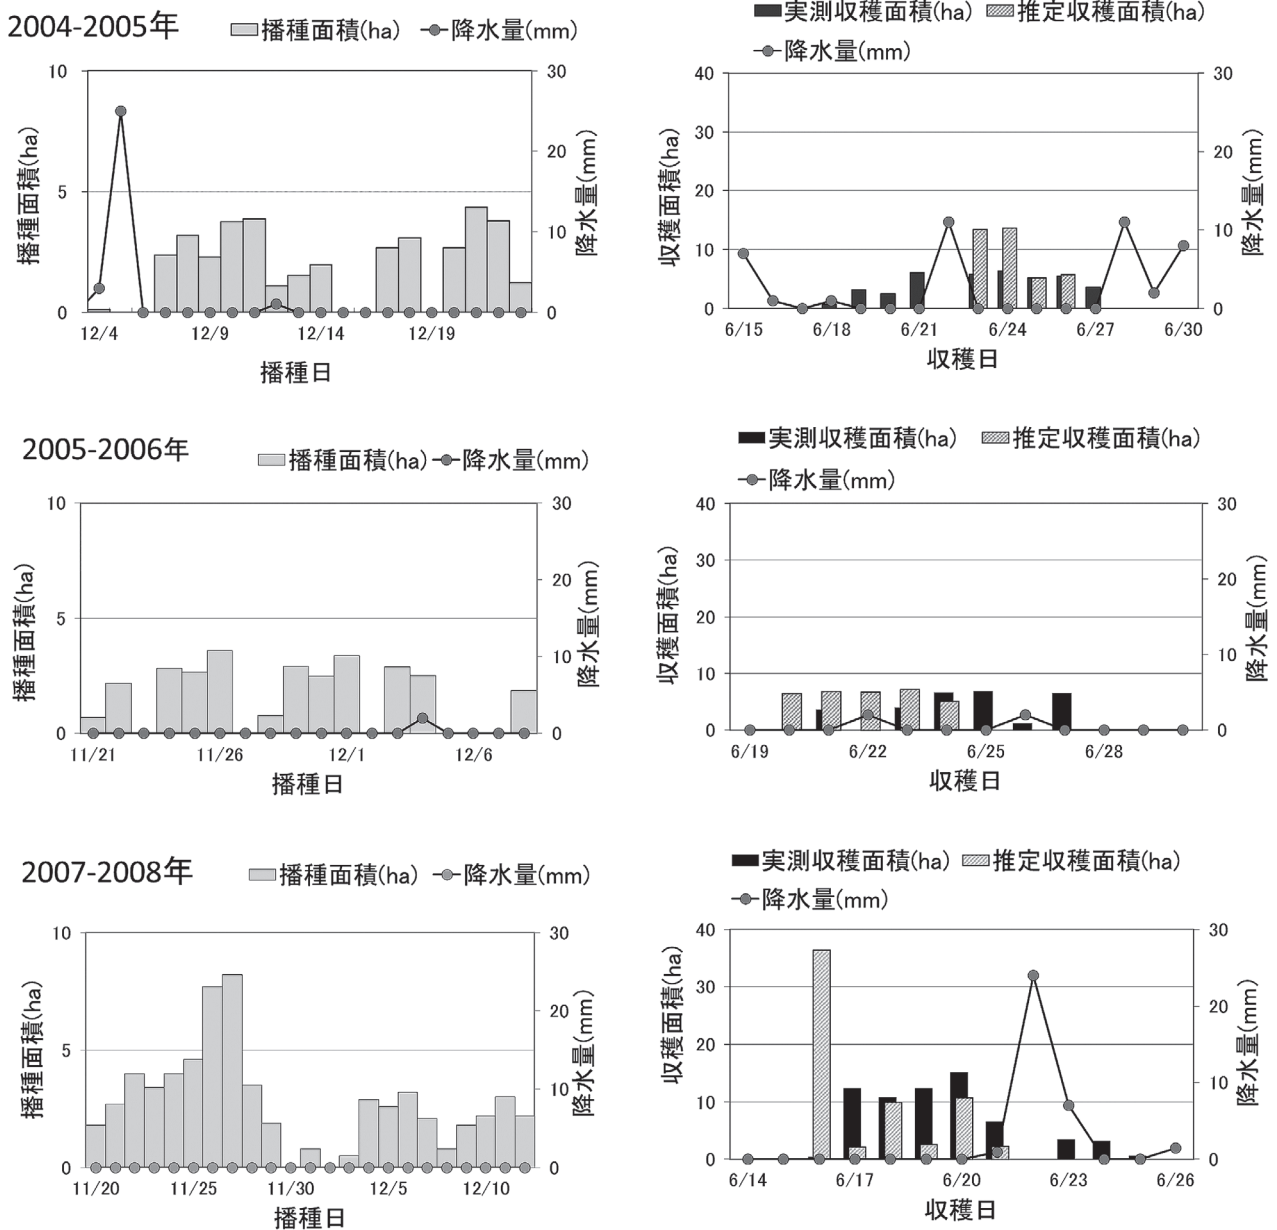 2004-2005年
播種面積(ha) 降水量(mm)
10
5
0
30
20
10
0
播種面積(ha)
降水量(mm)
12/4 12/9 12/14 12/19
播種日
実測収穫面積(ha) 推定収穫面積(ha)
降水量(mm)
40
30
20
10
0
30
20
10
0
収穫面積(ha)
降水量(mm)
6/15 6/18 6/21 6/24 6/27 6/30
収穫日
2005-2006年
播種面積(ha) 降水量(mm)
10
5
0
30
20
10
0
播種面積(ha)
降水量(mm)
11/21 11/26 12/1 12/6
播種日
実測収穫面積(ha) 推定収穫面積(ha)
降水量(mm)
40
30
20
10
0
30
20
10
0
収穫面積(ha)
降水量(mm)
6/19 6/22 6/25 6/28
収穫日
2007-2008年
播種面積(ha) 降水量(mm)
10
5
0
30
20
10
0
播種面積(ha)
降水量(mm)
11/20 11/25 11/30 12/5 12/10
播種日
実測収穫面積(ha) 推定収穫面積(ha)
降水量(mm)
40
30
20
10
0
30
20
10
0
収穫面積(ha)
降水量(mm)
6/14 6/17 6/20 6/23 6/26
収穫日